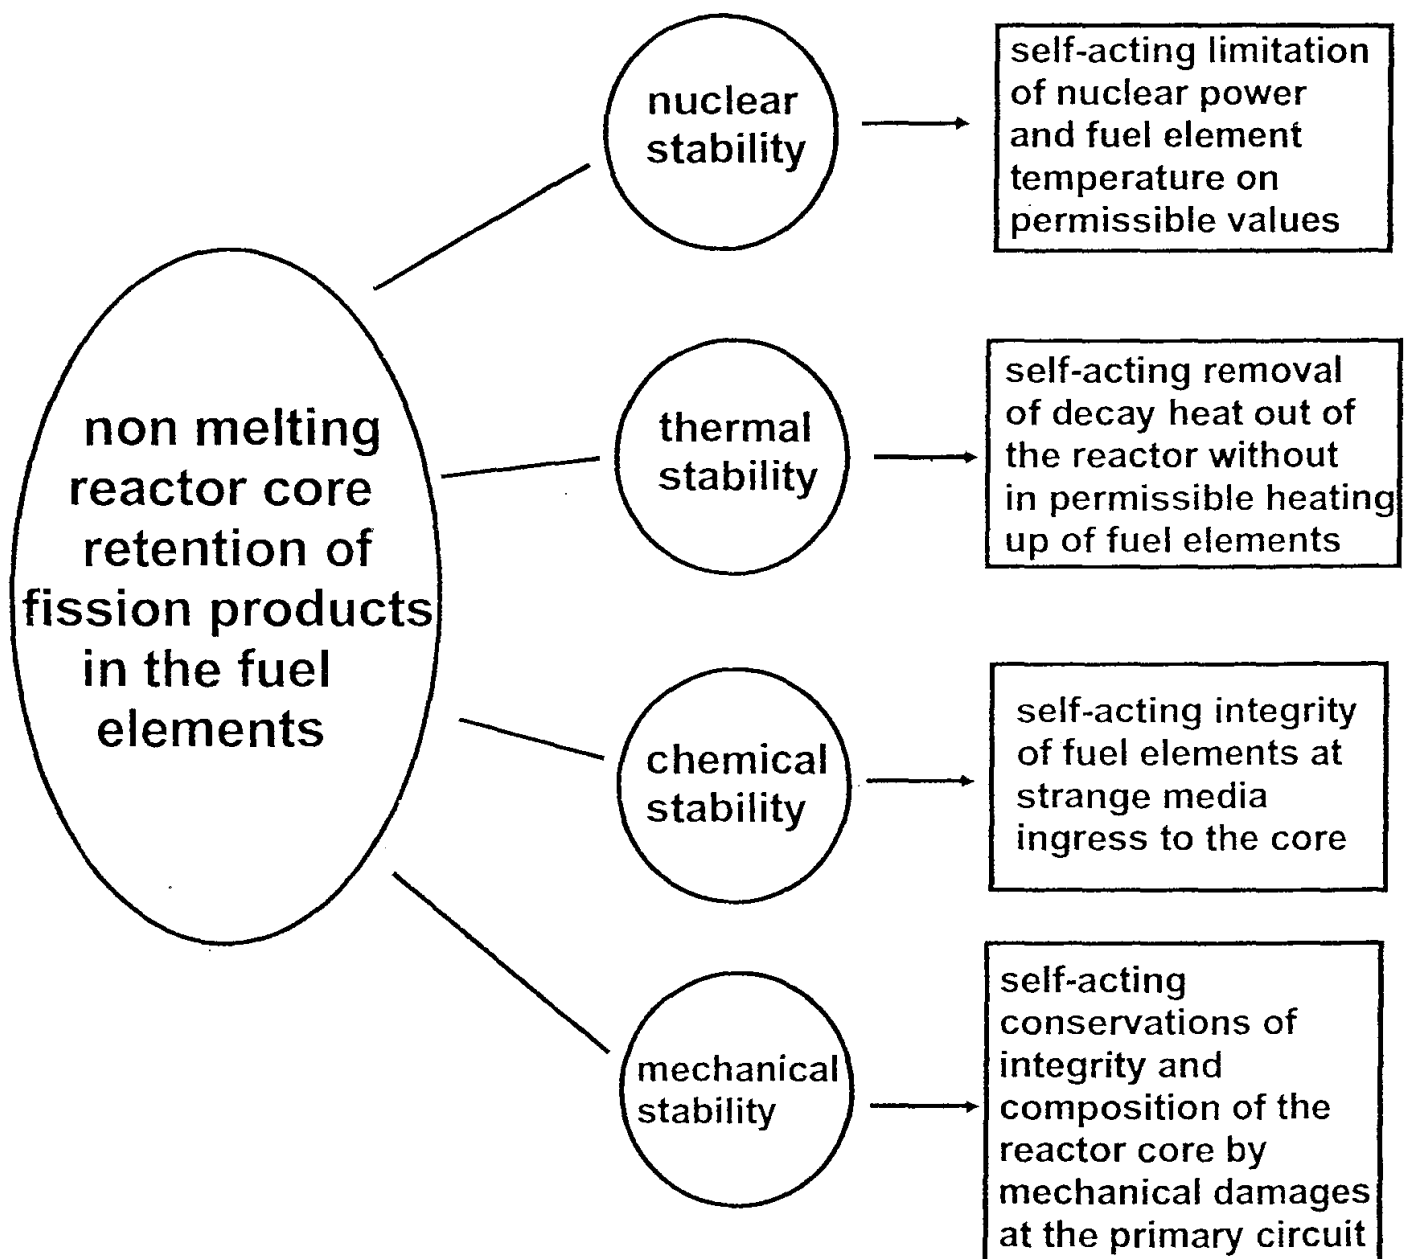 non melting
reactor core
retention of
fission products
in the fuel
elements
nuclear
stability
self-acting limitation
of nuclear power
and fuel element
temperature on
permissible values
thermal
stability
self-acting removal
of decay heat out of
the reactor without
in permissible heating
up of fuel elements
chemical
stability
self-acting integrity
of fuel elements at
strange media
ingress to the core
mechanical
stability
self-acting
conservations of
integrity and
composition of the
reactor core by
mechanical damages
at the primary circuit